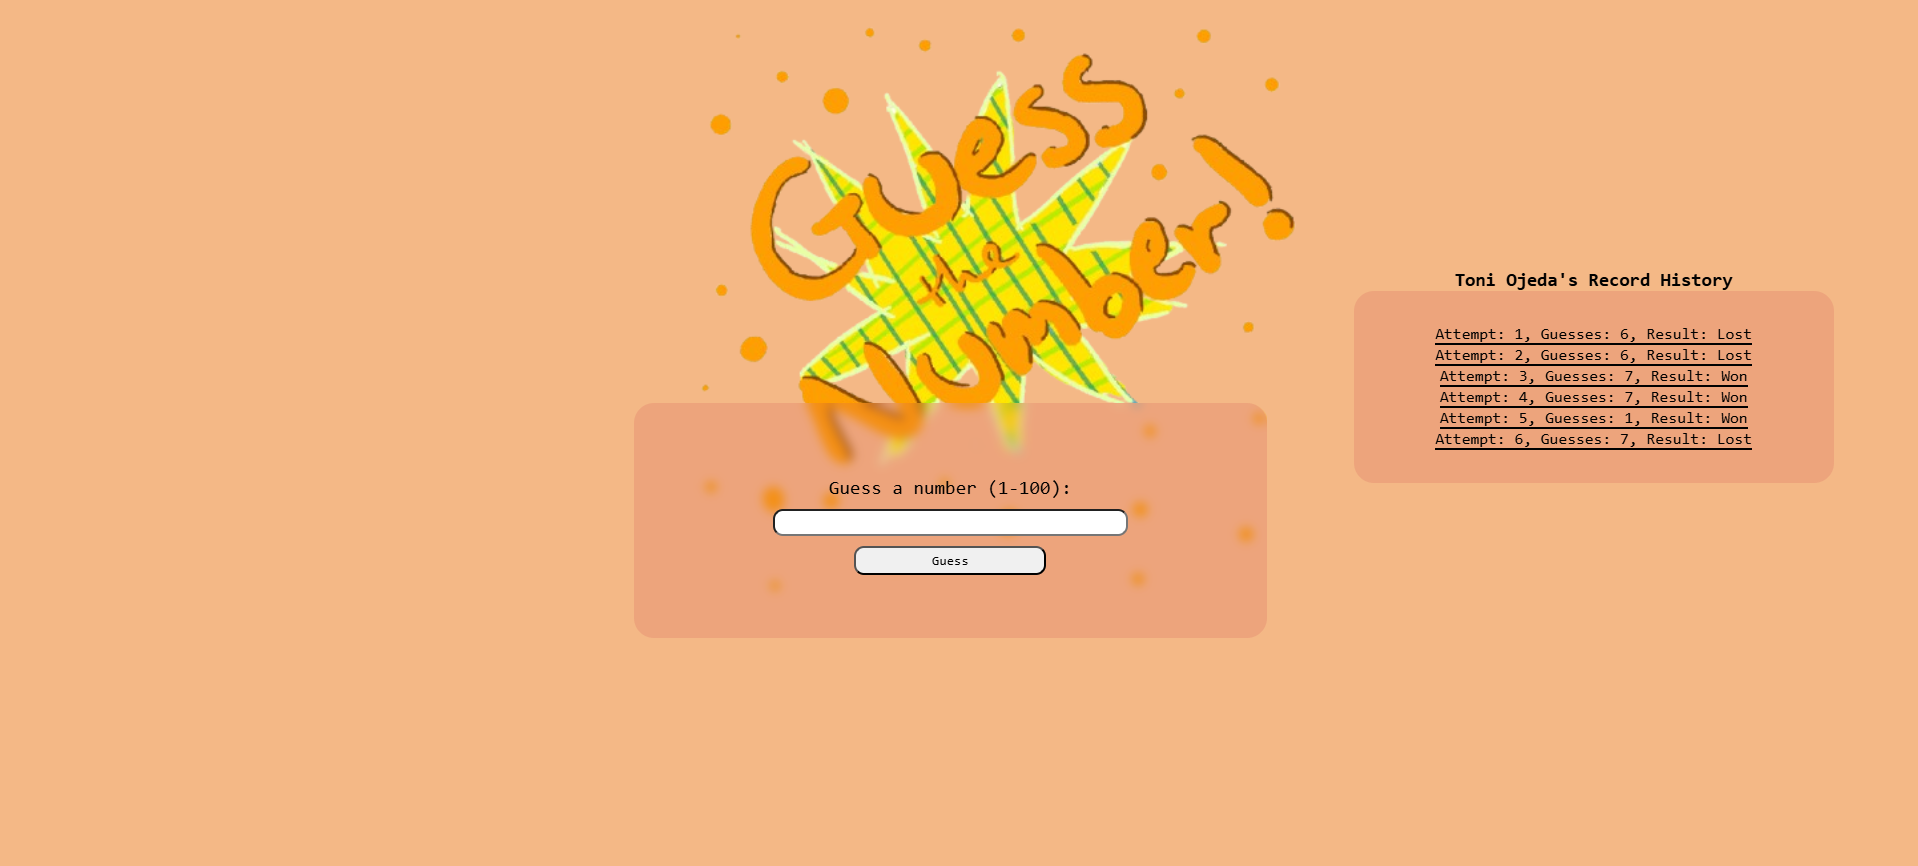 Guess
the
Number!
Guess a number (1-100):
Guess
Toni Ojeda's Record History
Attempt: 1, Guesses: 6, Result: Lost
Attempt: 2, Guesses: 6, Result: Lost
Attempt: 3, Guesses: 7, Result: Won
Attempt: 4, Guesses: 7, Result: Won
Attempt: 5, Guesses: 1, Result: Won
Attempt: 6, Guesses: 7, Result: Lost